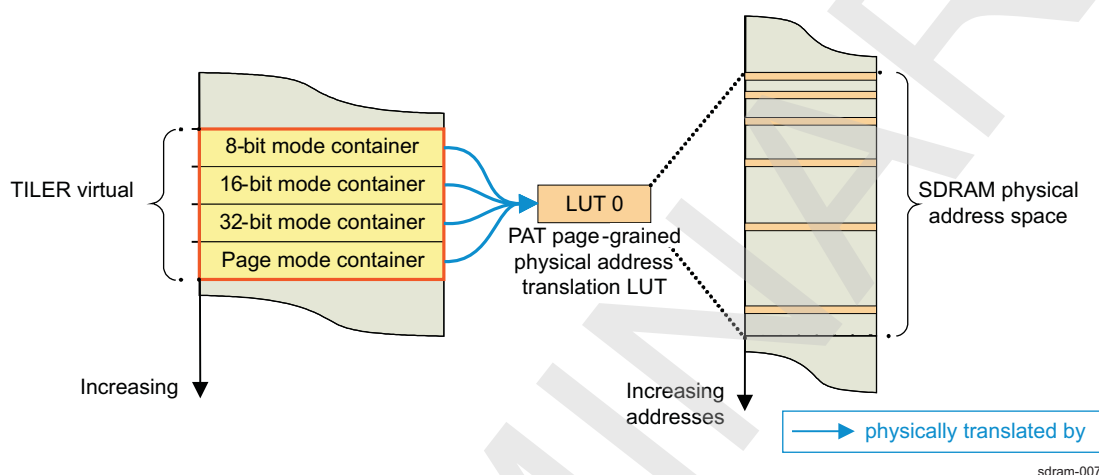 8-bit mode container
16-bit mode container
32-bit mode container
Page mode container
TILER virtual
Increasing
LUT 0
PAT page-grained
physical address
translation LUT
SDRAM physical
address space
Increasing
addresses
physically translated by
sdram-007